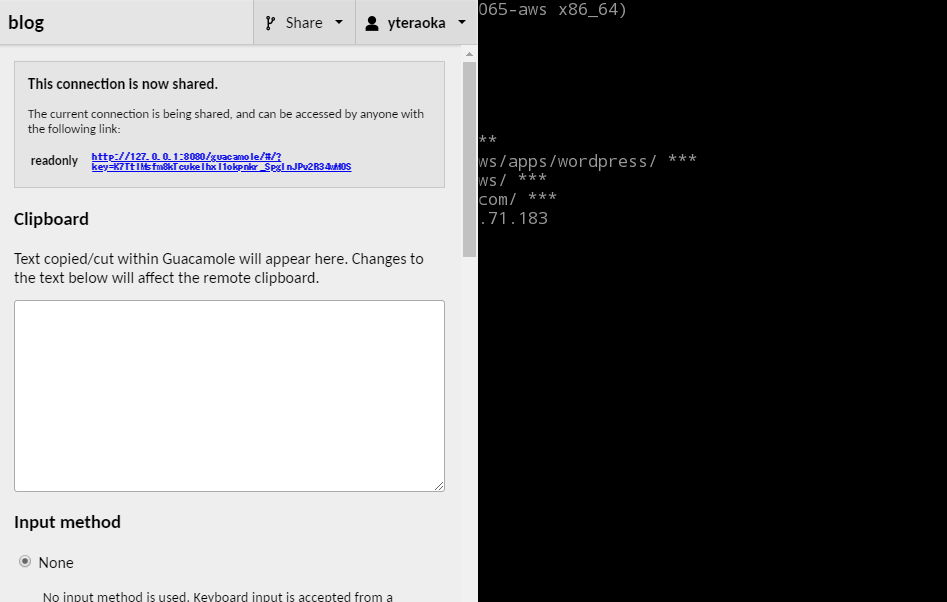 blog
Share
yteraoka
This connection is now shared.
The current connection is being shared, and can be accessed by anyone with
the following link:
readonly
http://127.0.0.1:8080/guacamole/#/?
Clipboard
Text copied/cut within Guacamole will appear here. Changes to
the text below will affect the remote clipboard.
Input method
None
No input method is used. Keyboard input is accepted from a
065-aws x86_64)
**
ws/apps/wordpress/ ***
ws/ ***
com/ ***
.71.183